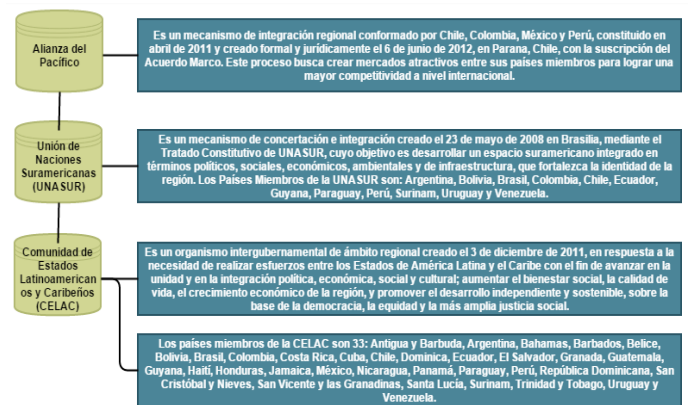 Alianza del
Pacífico
Es un mecanismo de integración regional conformado por Chile, Colombia, México y Perú, constituido en
abril de 2011 y creado formal y jurídicamente el 6 de junio de 2012, en Parana, Chile, con la suscripción del
Acuerdo Marco. Este proceso busca crear mercados atractivos entre sus países miembros para lograr una
mayor competitividad a nivel internacional.
Unión de
Naciones
Suramericanas
(UNASUR)
Es un mecanismo de concertación e integración creado el 23 de mayo de 2008 en Brasilia, mediante el
Tratado Constitutivo de UNASUR, cuyo objetivo es desarrollar un espacio suramericano integrado en
términos políticos, sociales, económicos, ambientales y de infraestructura, que fortalezca la identidad de la
región. Los Países Miembros de la UNASUR son: Argentina, Bolivia, Brasil, Colombia, Chile, Ecuador,
Guyana, Paraguay, Perú, Surinam, Uruguay y Venezuela.
Comunidad de
Estados
Latinoamerican
os y Caribeños
(CELAC)
Es un organismo intergubernamental de ámbito regional creado el 3 de diciembre de 2011, en respuesta a la
necesidad de realizar esfuerzos entre los Estados de América Latina y el Caribe con el fin de avanzar en la
unidad y en la integración política, económica, social y cultural; aumentar el bienestar social, la calidad de
vida, el crecimiento económico de la región, y promover el desarrollo independiente y sostenible, sobre la
base de la democracia, la equidad y la más amplia justicia social.
Los países miembros de la CELAC son 33: Antigua y Barbuda, Argentina, Bahamas, Barbados, Belice,
Bolivia, Brasil, Colombia, Costa Rica, Cuba, Chile, Dominica, Ecuador, El Salvador, Granada, Guatemala,
Guyana, Haití, Honduras, Jamaica, México, Nicaragua, Panamá, Paraguay, Perú, República Dominicana, San
Cristóbal y Nieves, San Vicente y las Granadinas, Santa Lucía, Surinam, Trinidad y Tobago, Uruguay y
Venezuela.